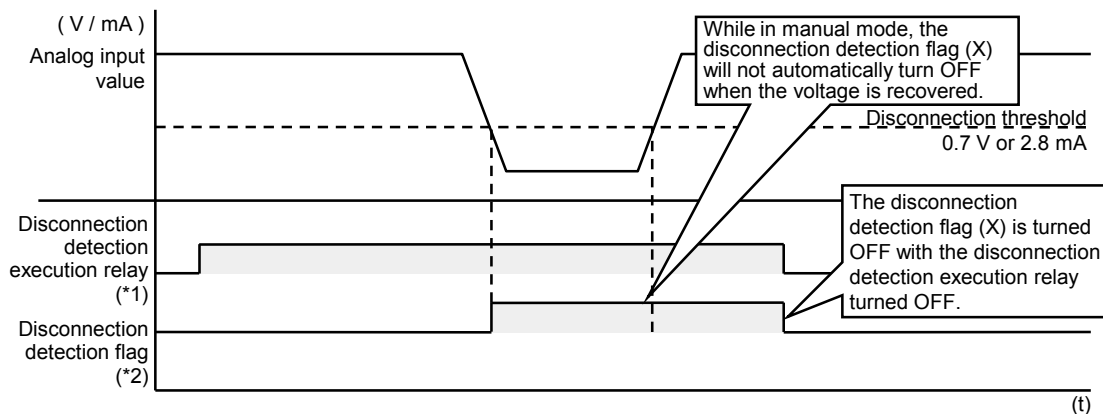 ( V / mA )
Analog input
value
While in manual mode, the
disconnection detection flag (X)
will not automatically turn OFF
when the voltage is recovered.
Disconnection threshold
0.7 V or 2.8 mA
Disconnection
detection
execution relay
(*1)
The disconnection
detection flag (X) is turned
OFF with the disconnection
detection execution relay
turned OFF.
Disconnection
detection flag
(*2)
(t)